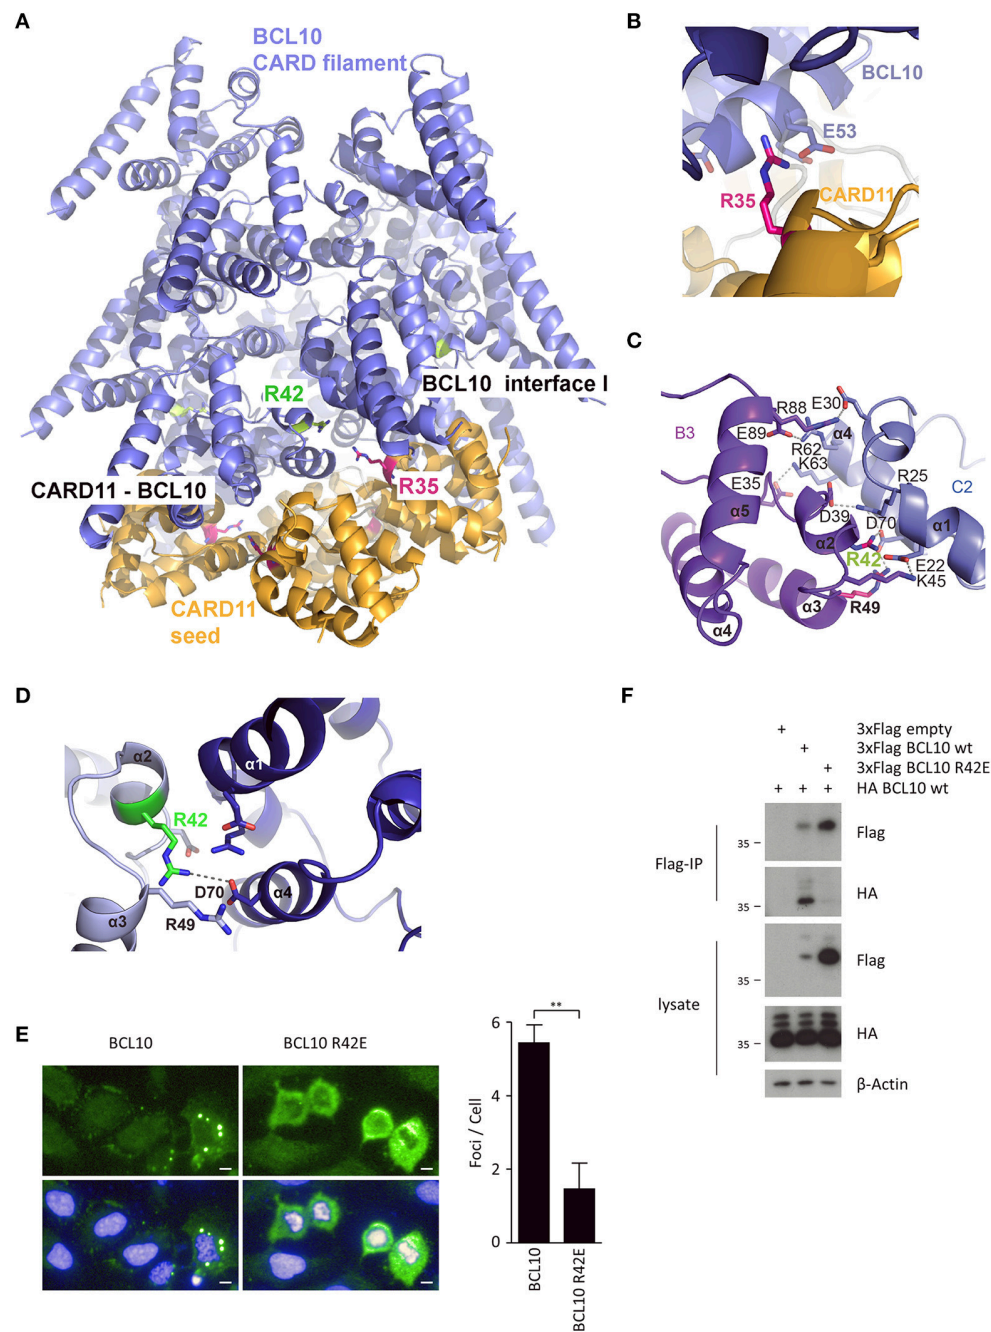 A
BCL10
CARD filament
R42
BCL10 interface I
CARD11 - BCL10
R35
CARD11
seed
B
BCL10
E53
R35
CARD11
C
B3
R88
E30
E89
α4
R62
K63
E35
R25
C2
α5
D39
D70
α1
α2
R42
E22
K45
α3
R49
α4
D
α2
α1
R42
D70
α4
α3
R49
E
BCL10
BCL10 R42E
**
6
4
2
0
Foci / Cell
BCL10
BCL10 R42E
F
+
3xFlag empty
+
3xFlag BCL10 wt
+
3xFlag BCL10 R42E
+ + +
HA BCL10 wt
Flag-IP
35
Flag
35
HA
lysate
35
Flag
35
HA
β-Actin